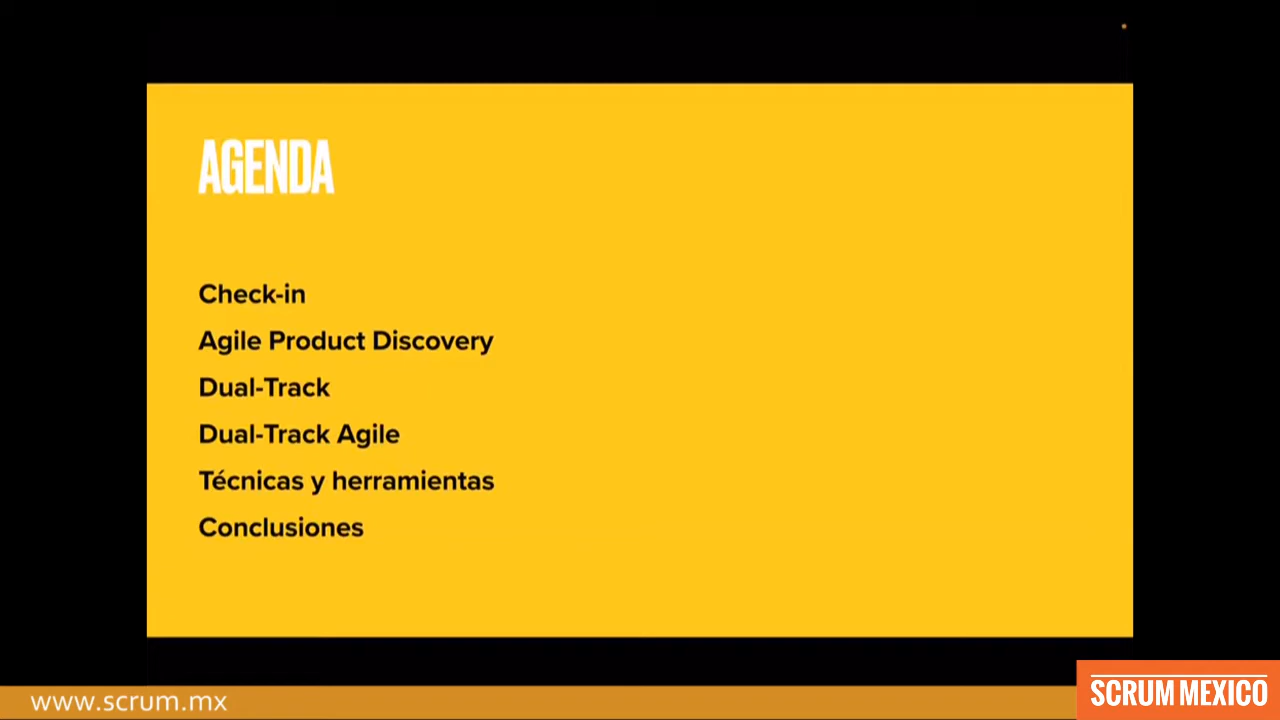 AGENDA
Check-in
Agile Product Discovery
Dual-Track
Dual-Track Agile
Técnicas y herramientas
Conclusiones
www.scrum.mx
SCRUM MEXICO